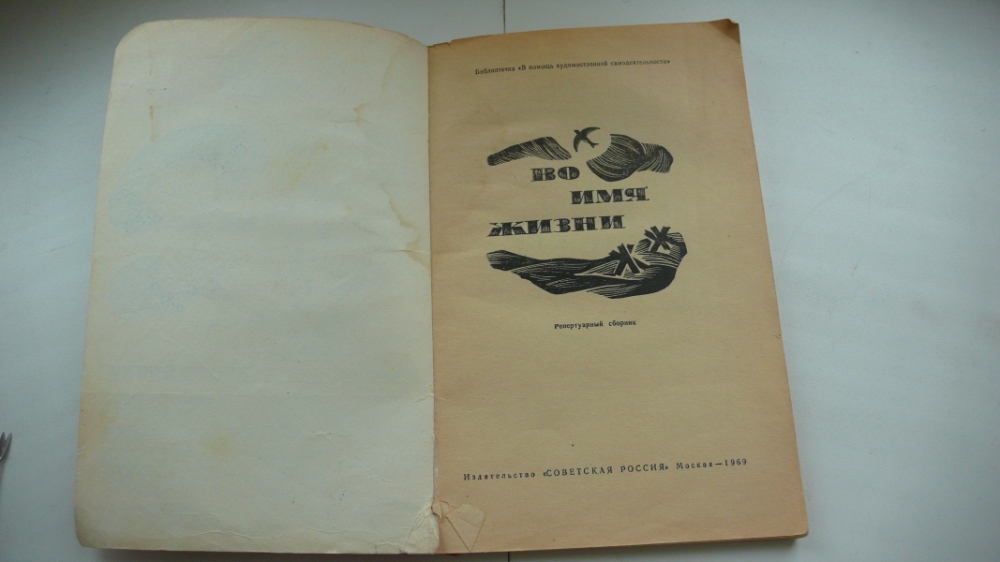 Библиотечка «В помощь художественной самодеятельности»
ВО
ИМЯ
ЖИЗНИ
Репертуарный сборник
Издательство «СОВЕТСКАЯ РОССИЯ» Москва—1969